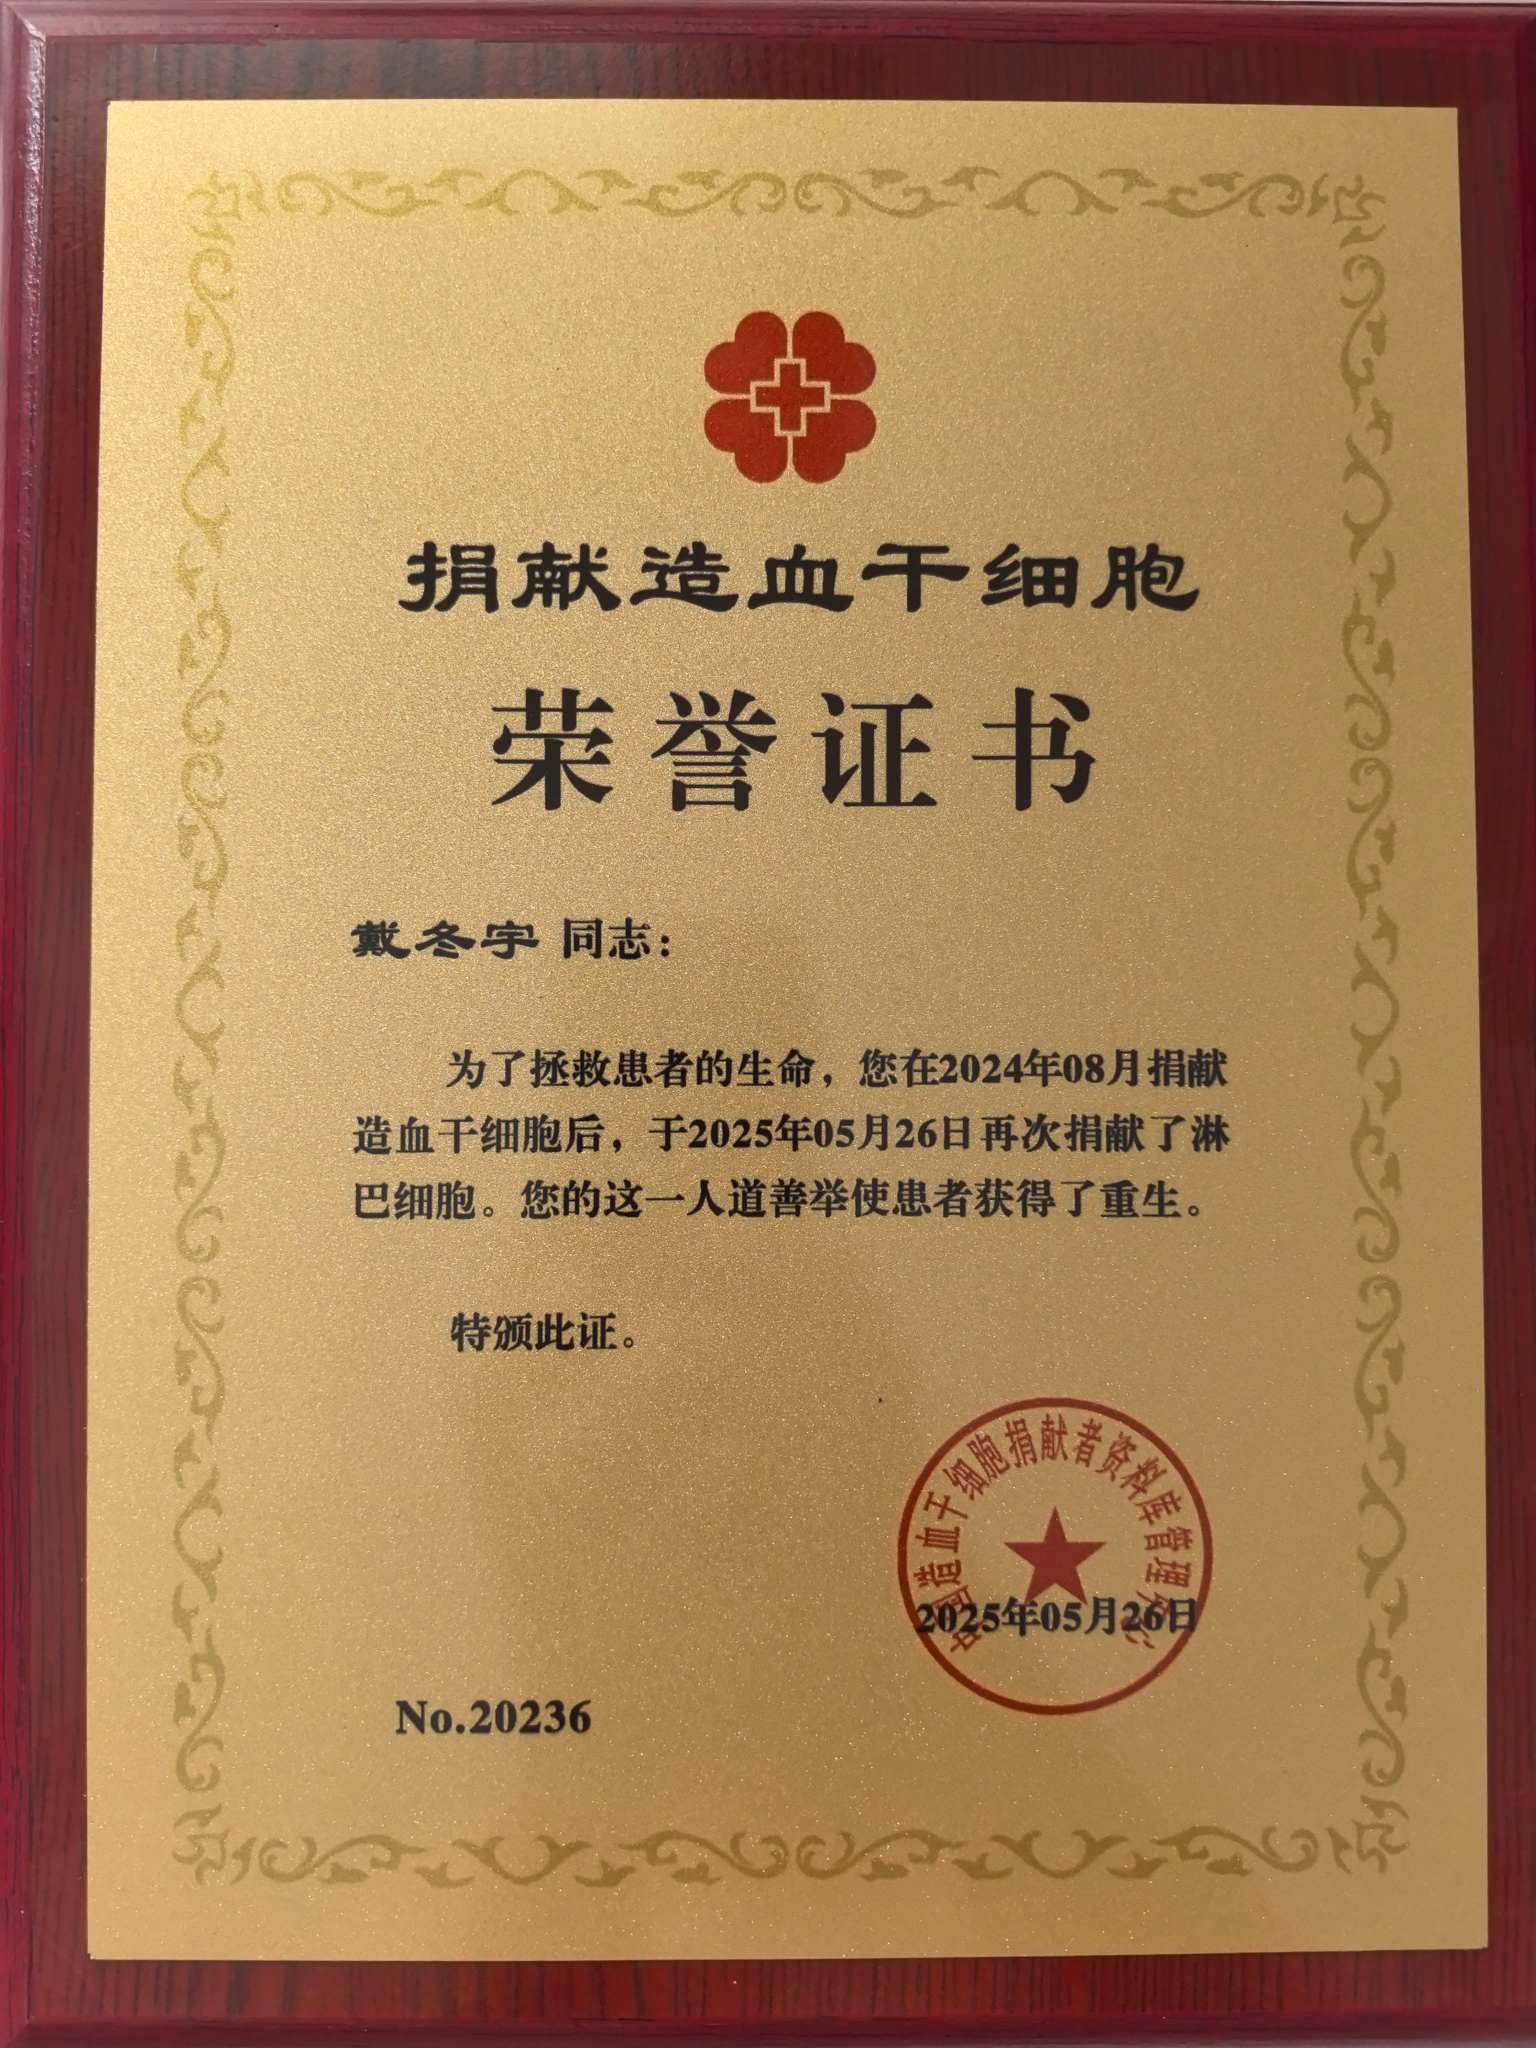 捐献造血干细胞
荣誉证书
戴冬宇 同志：
为了拯救患者的生命，您在2024年08月捐献
造血干细胞后，于2025年05月26日再次捐献了淋
巴细胞。您的这一人道善举使患者获得了重生。
特颁此证。
中国造血干细胞捐献者资料库管理中心
2025年05月26日
No.20236